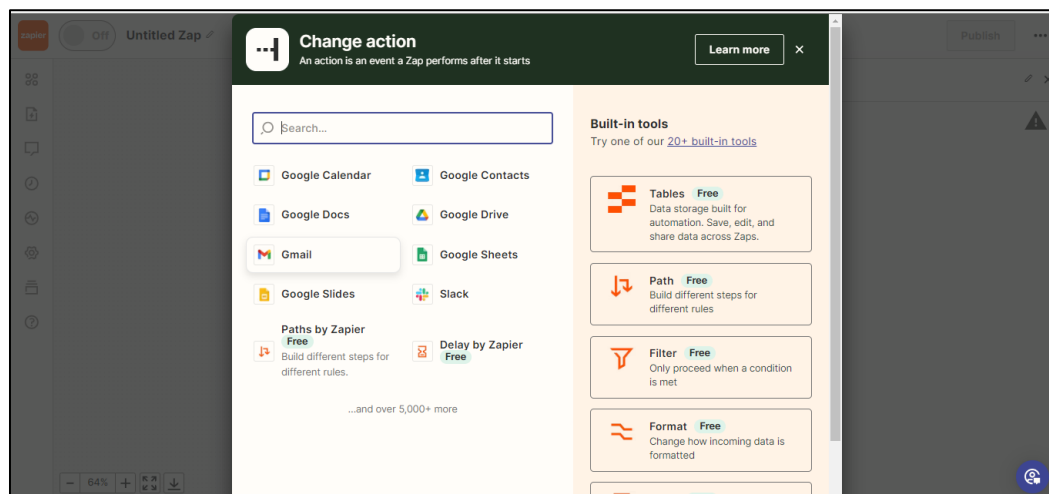 zapier
Off
Untitled Zap
Publish
Change action
An action is an event a Zap performs after it starts
Learn more
Search...
Google Calendar
Google Contacts
Google Docs
Google Drive
Gmail
Google Sheets
Google Slides
Slack
Paths by Zapier
Free
Build different steps for
different rules.
Delay by Zapier
Free
...and over 5,000+ more
Built-in tools
Try one of our 20+ built-in tools
Tables Free
Data storage built for
automation. Save, edit, and
share data across Zaps.
Path Free
Build different steps for
different rules
Filter Free
Only proceed when a condition
is met
Format Free
Change how incoming data is
formatted
64%